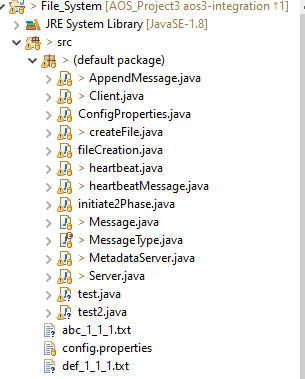 > File_System [AOS_Project3 aos3-integration ↑1]
> JRE System Library [JavaSE-1.8]
> src
> (default package)
> AppendMessage.java
> Client.java
ConfigProperties.java
> createFile.java
fileCreation.java
> heartbeat.java
> heartbeatMessage.java
initiate2Phase.java
> Message.java
> MessageType.java
> MetadataServer.java
> Server.java
test.java
test2.java
abc_1_1_1.txt
config.properties
def_1_1_1.txt